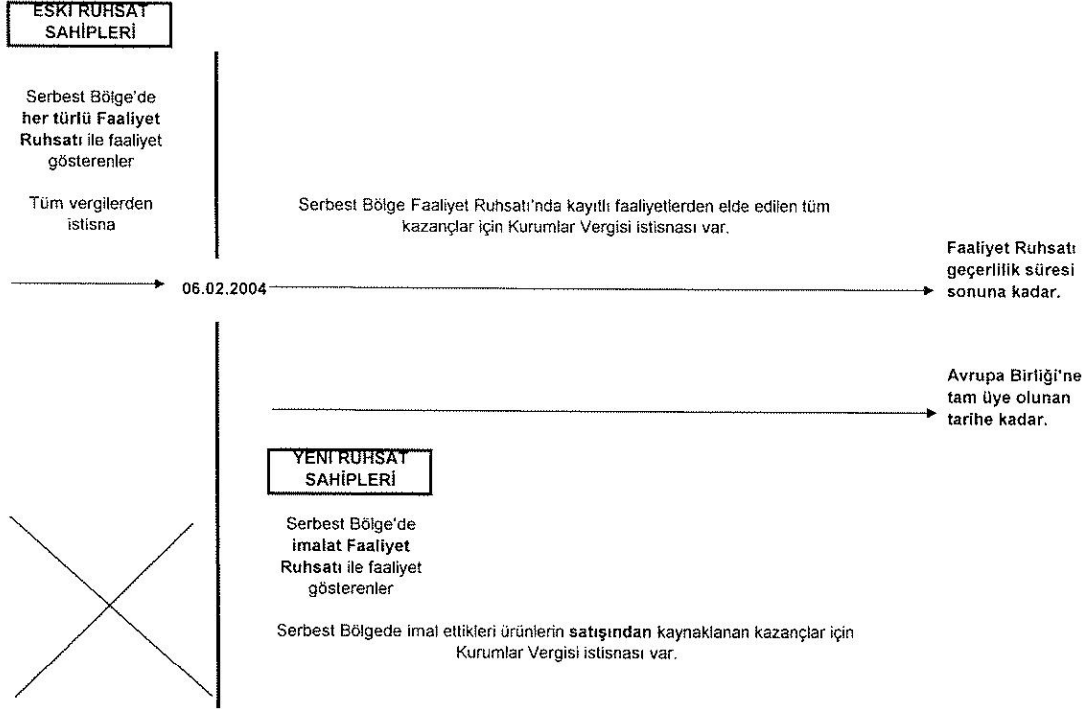 ESKİ RUHSAT
SAHİPLERİ
Serbest Bölge'de
her türlü Faaliyet
Ruhsatı ile faaliyet
gösterenler
Tüm vergilerden
istisna
Serbest Bölge Faaliyet Ruhsatı'nda kayıtlı faaliyetlerden elde edilen tüm
kazançlar için Kurumlar Vergisi istisnası var.
06.02.2004
Faaliyet Ruhsatı
geçerlilik süresi
sonuna kadar.
Avrupa Birliği'ne
tam üye olunan
tarihe kadar.
YENİ RUHSAT
SAHİPLERİ
Serbest Bölge'de
imalat Faaliyet
Ruhsatı ile faaliyet
gösterenler
Serbest Bölgede imal ettikleri ürünlerin satışından kaynaklanan kazançlar için
Kurumlar Vergisi istisnası var.